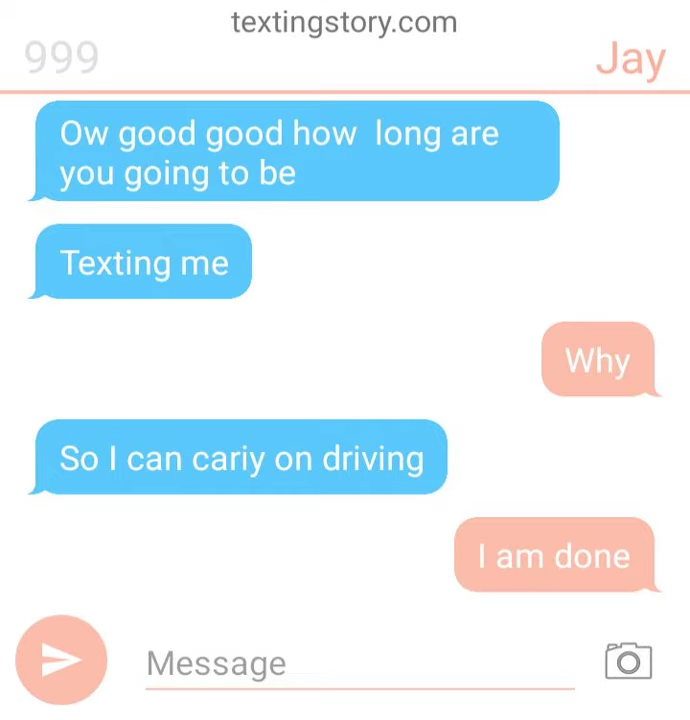 textingstory.com
999
Jay
Ow good good how  long are
you going to be
Texting me
Why
So I can cariy on driving
I am done
Message